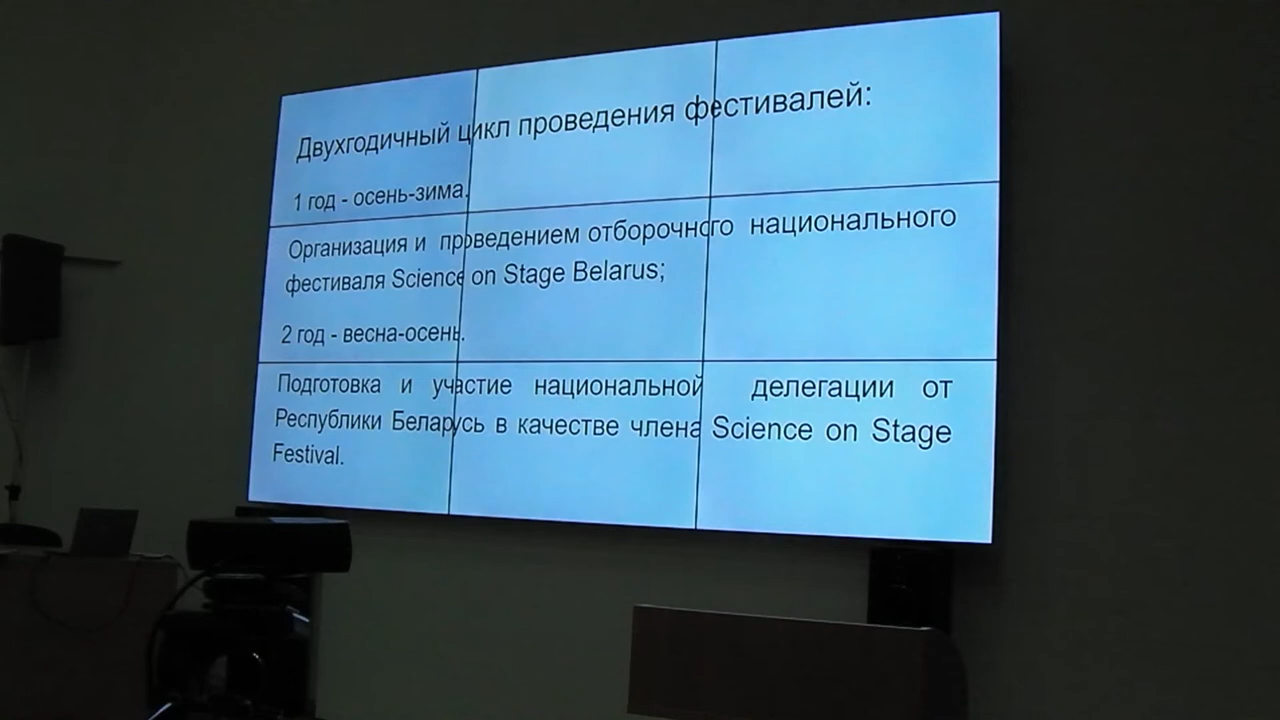 Двухгодичный цикл проведения фестивалей:
1 год - осень-зима.
Организация и проведением отборочного национального
фестиваля Science on Stage Belarus;
2 год - весна-осень.
Подготовка и участие национальной делегации от
Республики Беларусь в качестве члена Science on Stage
Festival.